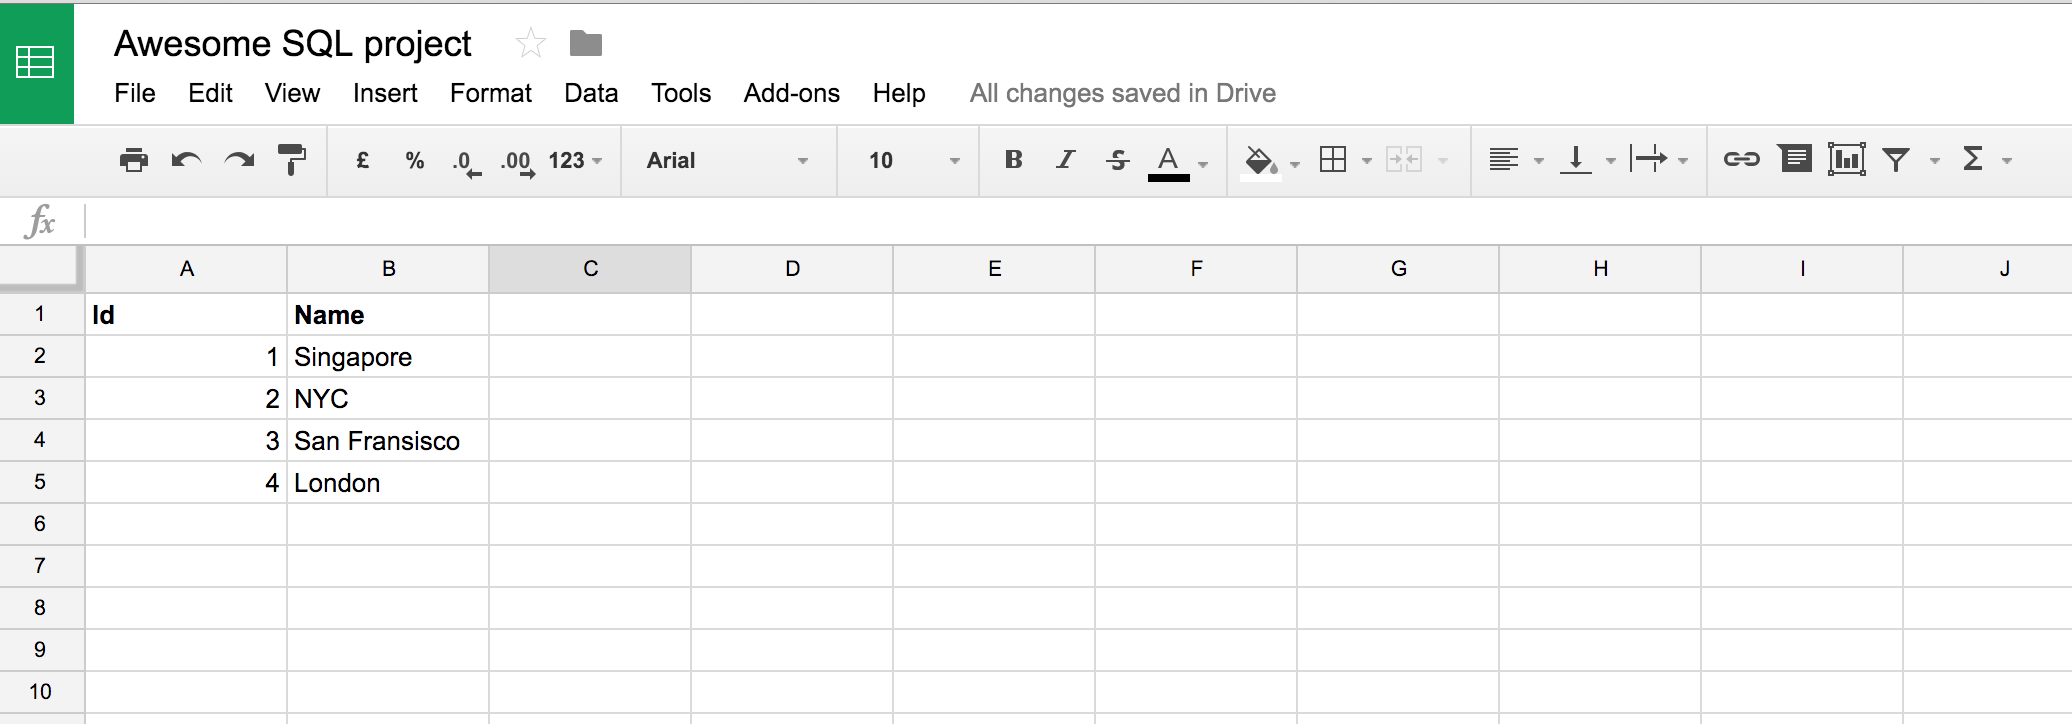 Awesome SQL project
File Edit View Insert Format Data Tools Add-ons Help All changes saved in Drive
£ % .0 .00 123 Arial 10 B I S A Σ
fx
A B C D E F G H I J
1 Id Name
2 1 Singapore
3 2 NYC
4 3 San Fransisco
5 4 London
6
7
8
9
10